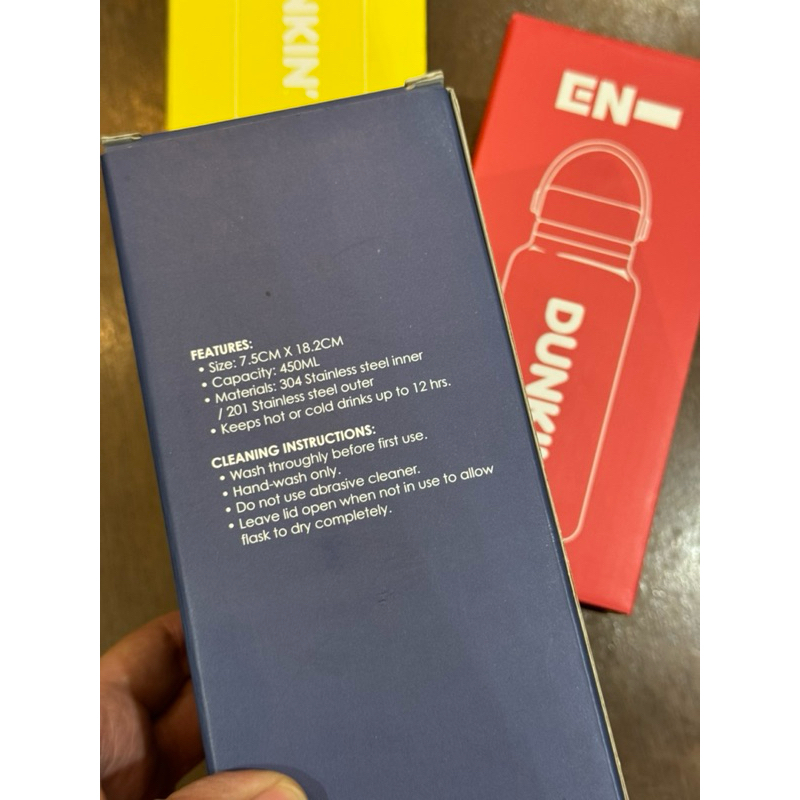 DUNKIN'
EN
DUNKIN'
FEATURES:
• Size: 7.5CM X 18.2CM
• Capacity: 450ML
• Materials: 304 Stainless steel inner
/ 201 Stainless steel outer
• Keeps hot or cold drinks up to 12 hrs.
CLEANING INSTRUCTIONS:
• Wash throughly before first use.
• Hand-wash only.
• Do not use abrasive cleaner.
• Leave lid open when not in use to allow
flask to dry completely.